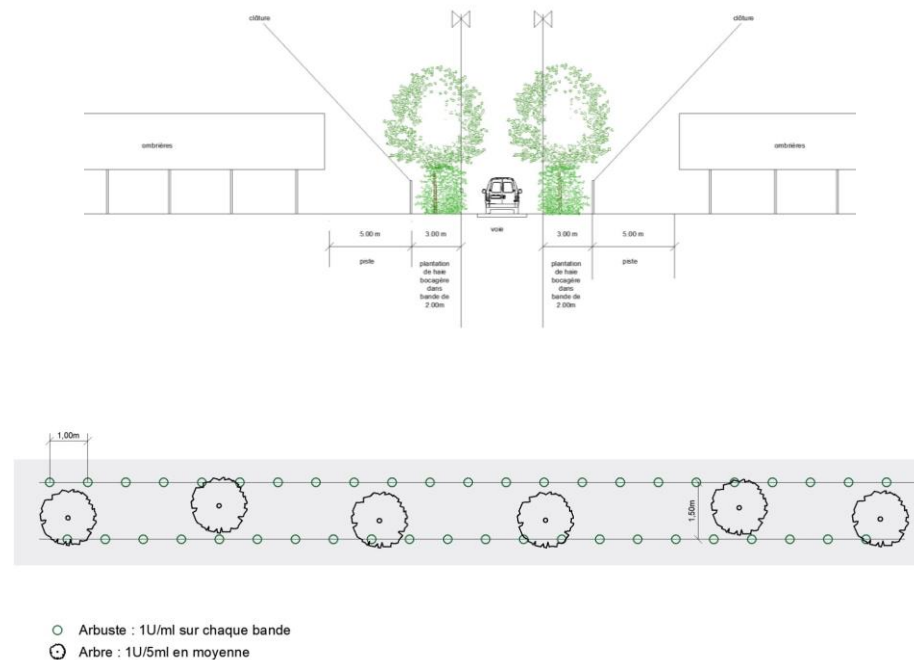 clôture
clôture
ombrières
ombrières
voie
5.00 m
3.00 m
3.00 m
5.00 m
piste
plantation
de haie
bocagère
dans
bande de
2.00m
plantation
de haie
bocagère
dans
bande de
2.00m
piste
1,00m
1,50m
Arbuste : 1U/ml sur chaque bande
Arbre : 1U/5ml en moyenne